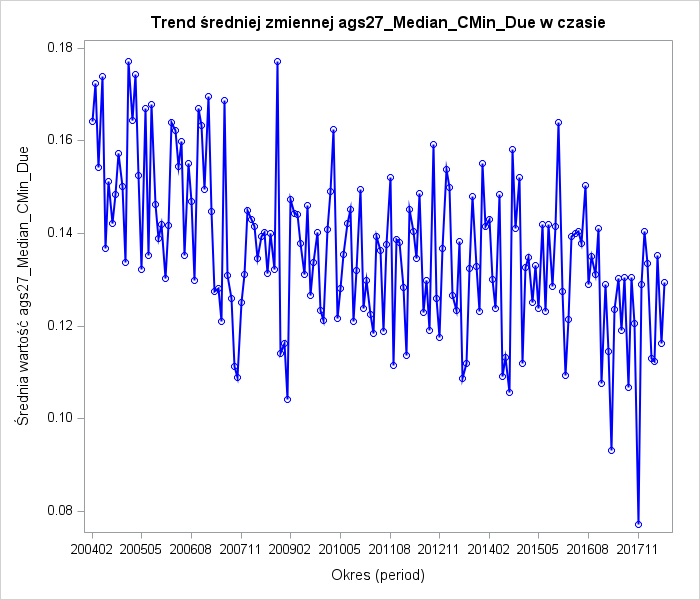 Trend średniej zmiennej ags27_Median_CMin_Due w czasie
Średnia wartość ags27_Median_CMin_Due
0.18
0.16
0.14
0.12
0.10
0.08
200402 200505 200608 200711 200902 201005 201108 201211 201402 201505 201608 201711
Okres (period)